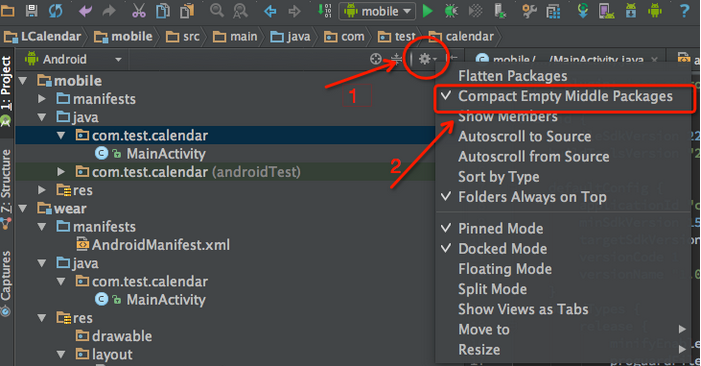 mobile
LCalendar mobile src main java com test calendar
Android
mobile / .../MainActivity.java
1: Project
7: Structure
Captures
mobile
manifests
java
com.test.calendar
MainActivity
com.test.calendar (androidTest)
res
wear
manifests
AndroidManifest.xml
java
com.test.calendar
MainActivity
res
drawable
layout
1
2
Flatten Packages
Compact Empty Middle Packages
Show Members
Autoscroll to Source
Autoscroll from Source
Sort by Type
Folders Always on Top
Pinned Mode
Docked Mode
Floating Mode
Split Mode
Show Views as Tabs
Move to
Resize